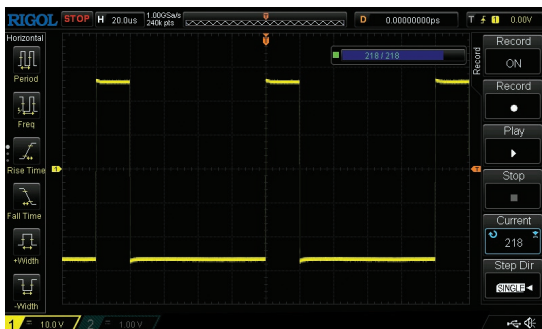 RIGOL STOP H 20.0us 1.00GSa/s 240k pts D 0.00000000ps T 1 0.00V
Horizontal
Period
Freq
Rise Time
Fall Time
+Width
-Width
218 / 218
1
T
Record
Record
ON
Record
Play
Stop
Current
218
Step Dir
SINGLE
1 = 10.0 V 2 = 1.00 V